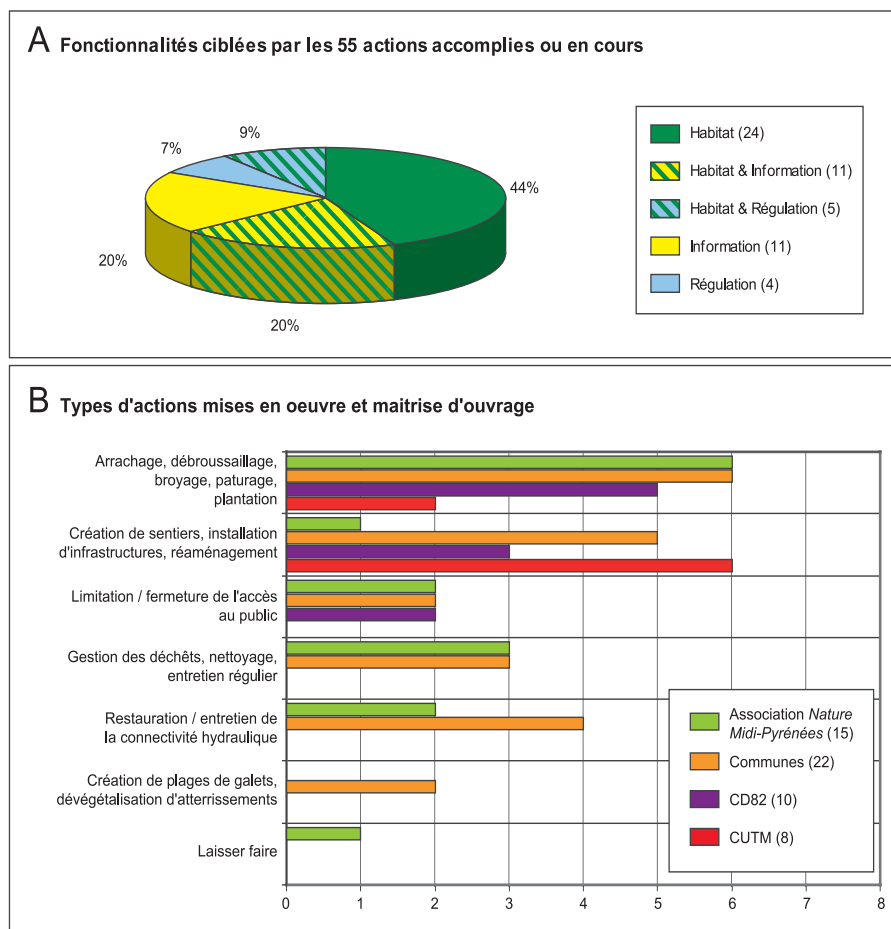 A Fonctionnalités ciblées par les 55 actions accomplies ou en cours
9%
7%
44%
20%
20%
Habitat (24)
Habitat & Information (11)
Habitat & Régulation (5)
Information (11)
Régulation (4)
B Types d'actions mises en oeuvre et maitrise d'ouvrage
Arrachage, débroussaillage,
broyage, paturage,
plantation
Création de sentiers, installation
d'infrastructures, réaménagement
Limitation / fermeture de l'accès
au public
Gestion des déchêts, nettoyage,
entretien régulier
Restauration / entretien de
la connectivité hydraulique
Création de plages de galets,
dévégétalisation d'atterrissements
Laisser faire
Association Nature
Midi-Pyrénées (15)
Communes (22)
CD82 (10)
CUTM (8)
0 1 2 3 4 5 6 7 8